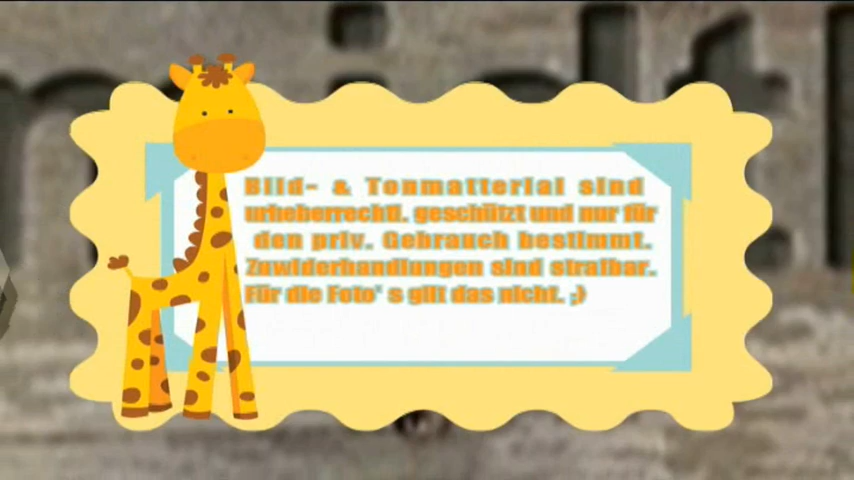 Bild- & Tonmatterial sind
urheberrechtl. geschützt und nur für
den priv. Gebrauch bestimmt.
Zuwiderhandlungen sind strafbar.
Für die Foto' s gilt das nicht. ;)